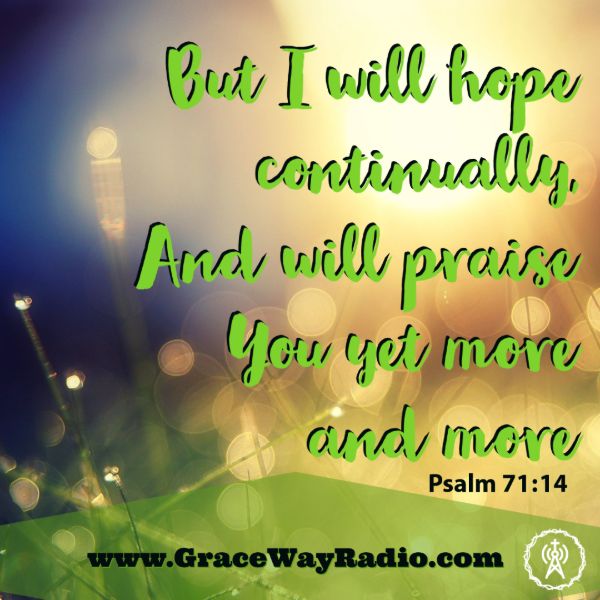 But I will hope
continually,
And will praise
You yet more
and more
Psalm 71:14
www.GraceWayRadio.com